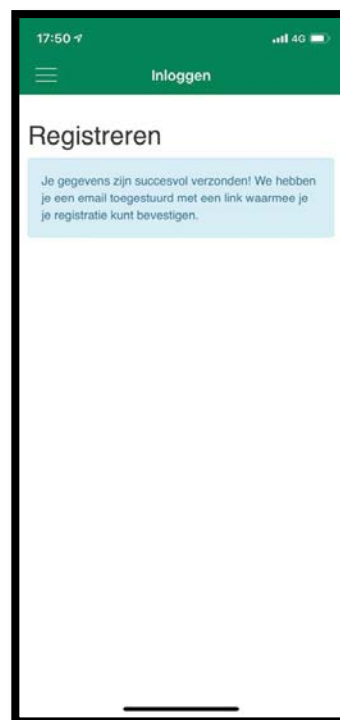 17:50
4G
Inloggen
Registreren
Je gegevens zijn succesvol verzonden! We hebben
je een email toegestuurd met een link waarmee je
je registratie kunt bevestigen.